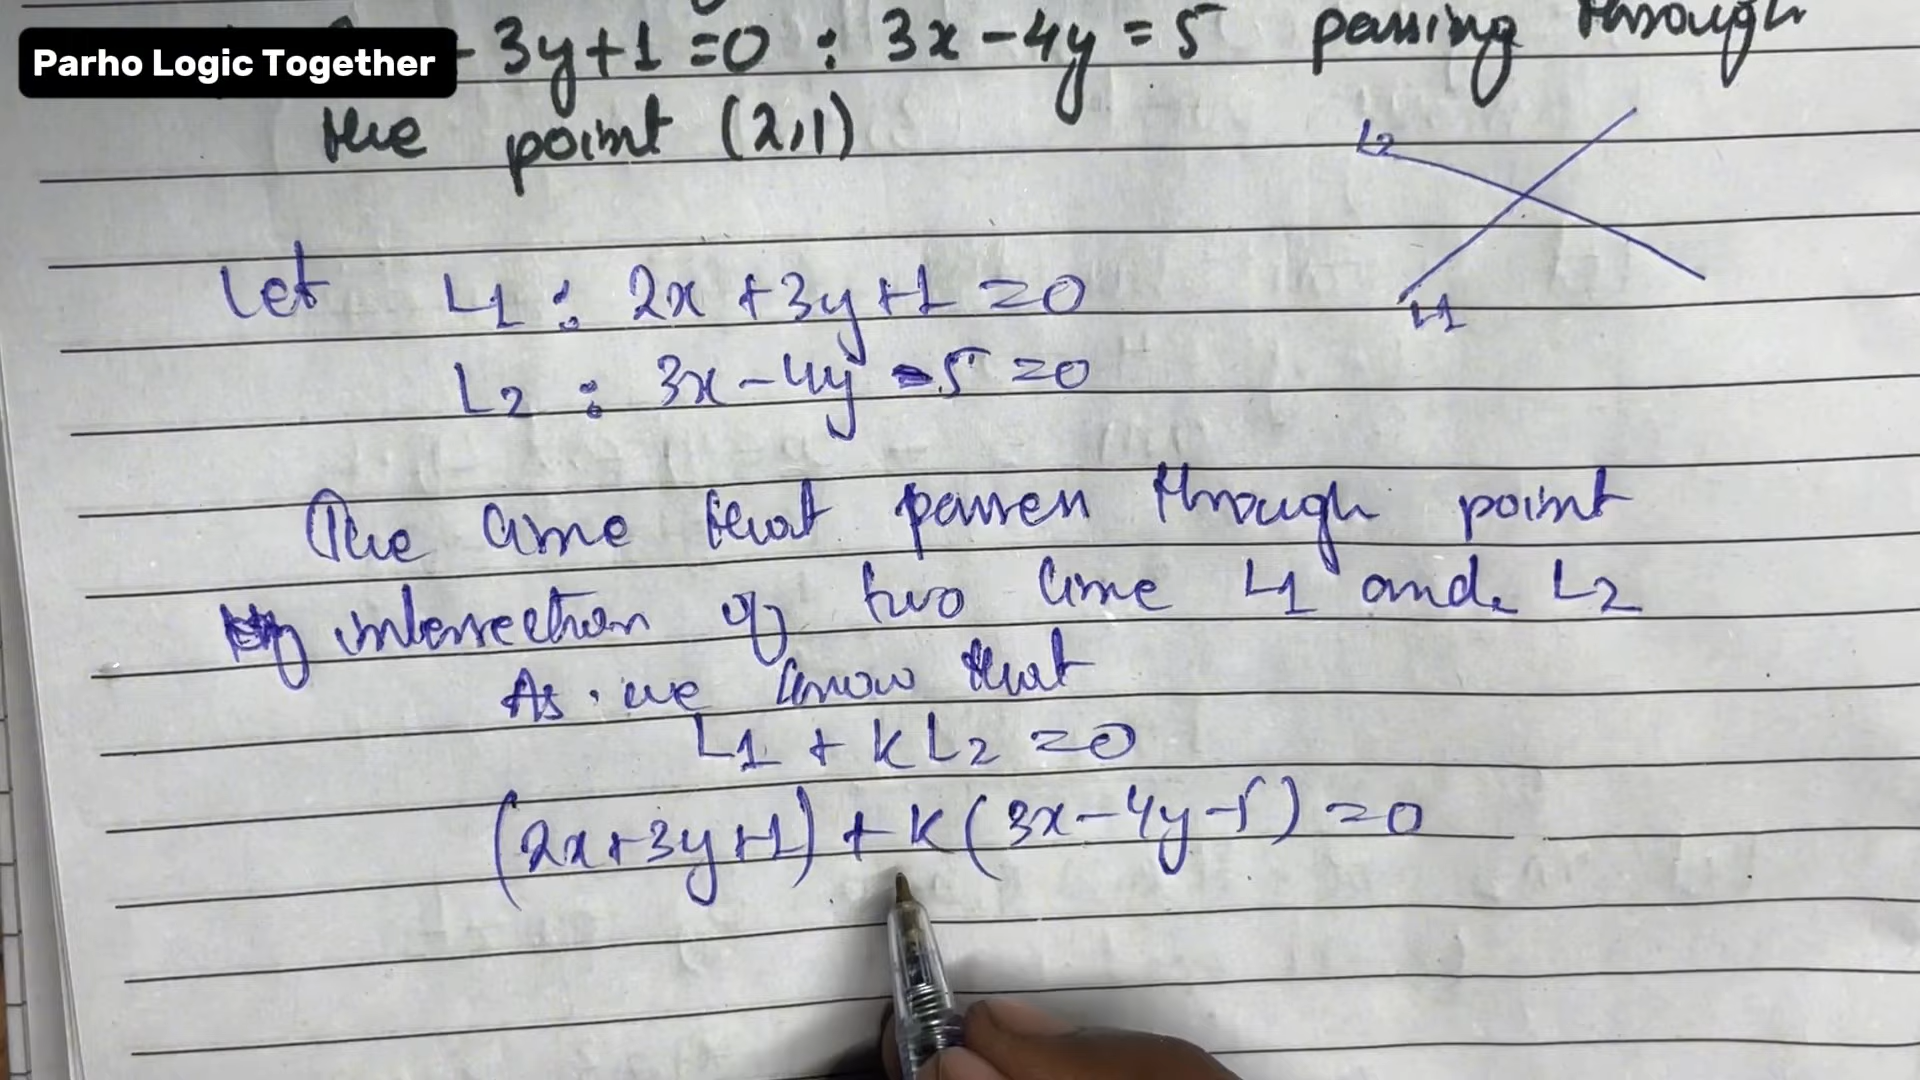 Parho Logic Together
- 3y+1=0 : 3x-4y=5 passing through
the point (2,1)
L2
L1
Let L1 : 2x+3y+1=0
L2 : 3x-4y-5=0
The line that passes through point
intersection of two line L1 and L2
As we know that
L1 + KL2 =0
(2x+3y+1)+K(3x-4y-5)=0